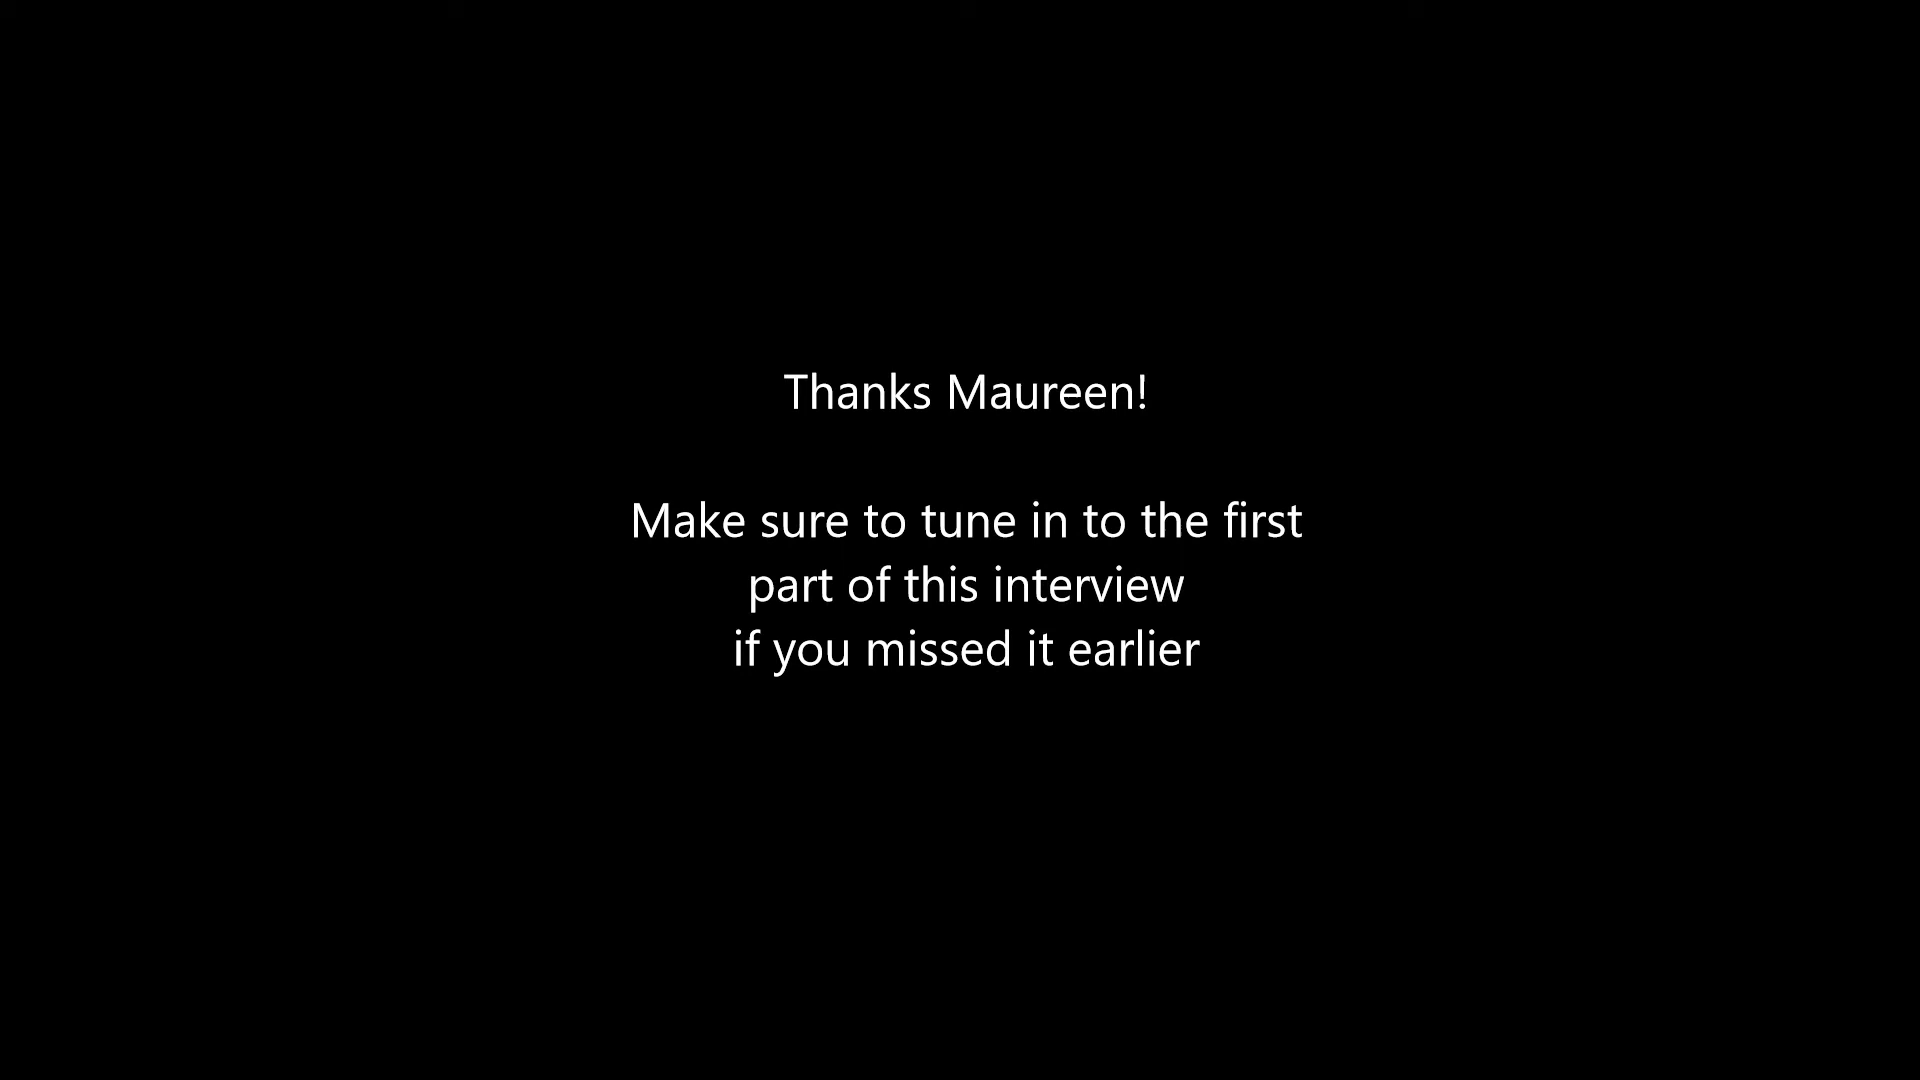 Thanks Maureen!
Make sure to tune in to the first
part of this interview
if you missed it earlier